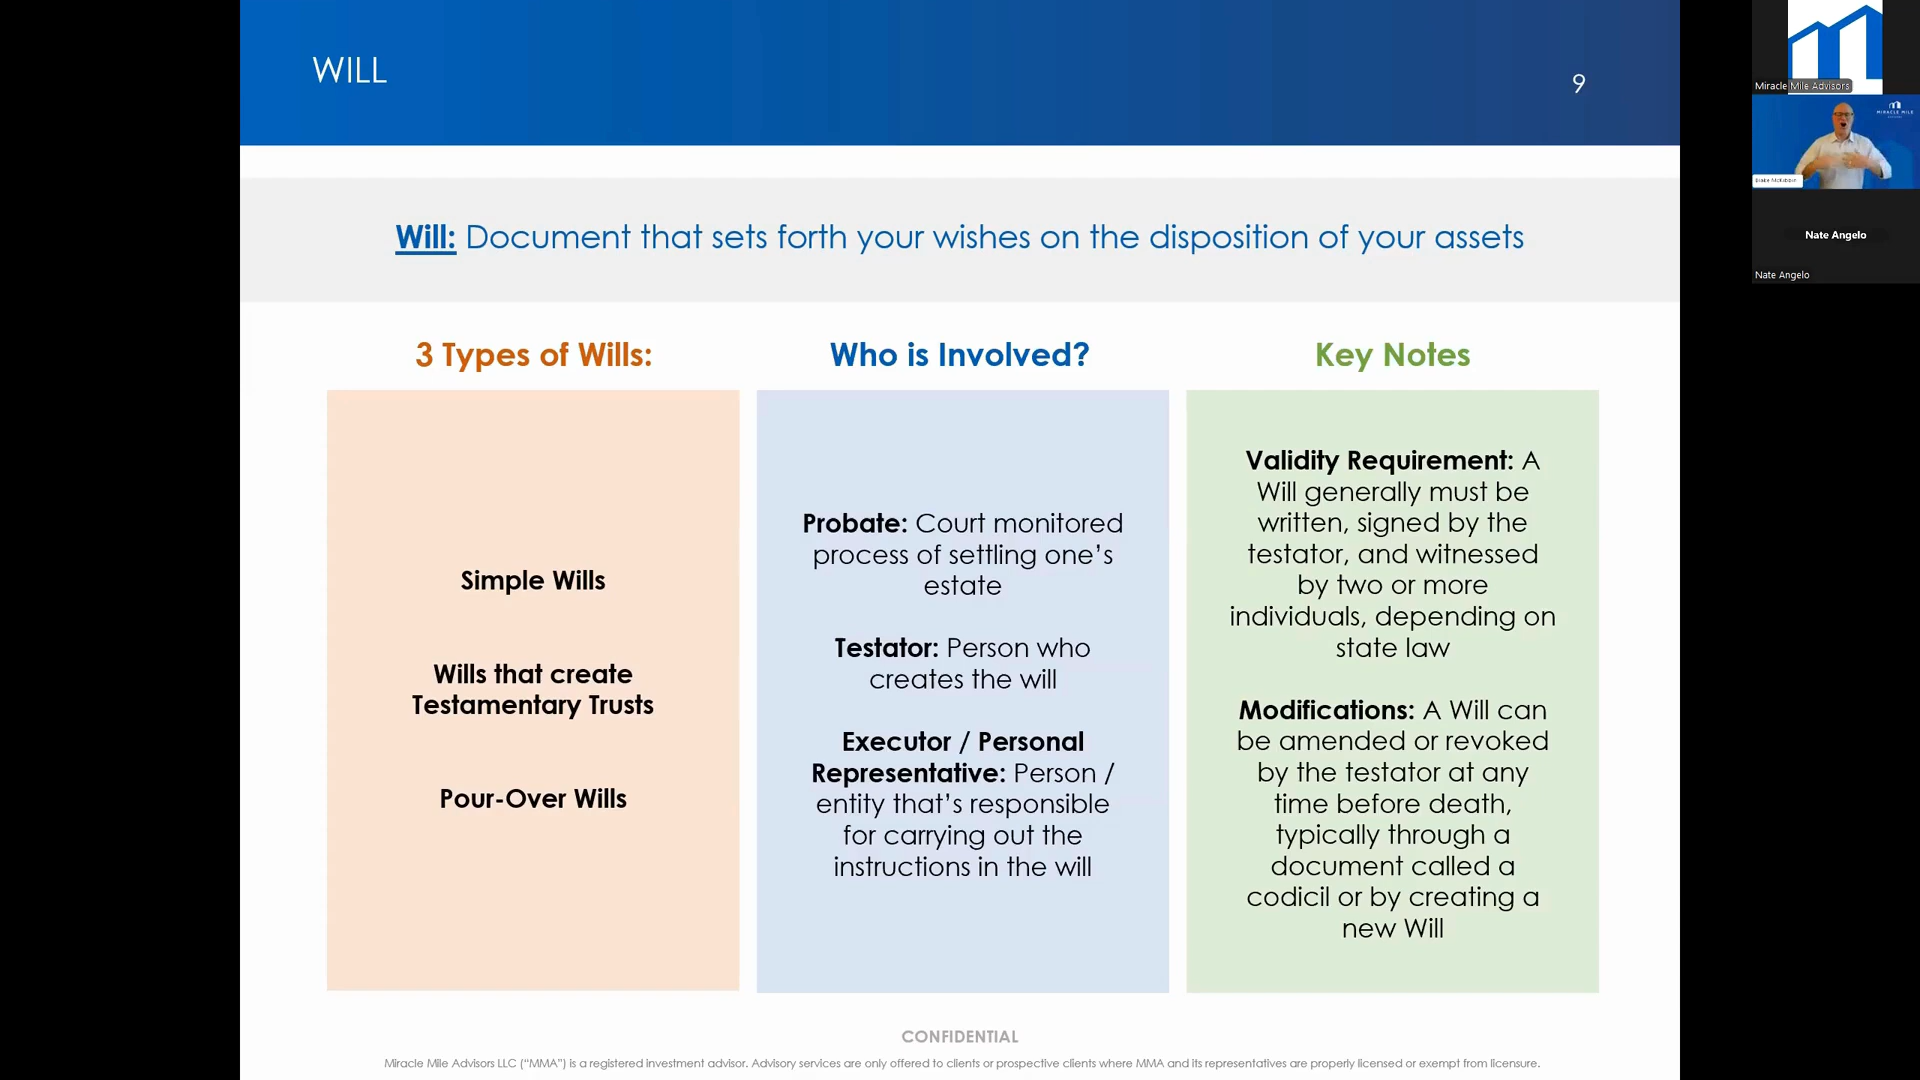 WILL
9
Will: Document that sets forth your wishes on the disposition of your assets
3 Types of Wills:
Simple Wills
Wills that create
Testamentary Trusts
Pour-Over Wills
Who is Involved?
Probate: Court monitored
process of settling one’s
estate
Testator: Person who
creates the will
Executor / Personal
Representative: Person /
entity that’s responsible
for carrying out the
instructions in the will
Key Notes
Validity Requirement: A
Will generally must be
written, signed by the
testator, and witnessed
by two or more
individuals, depending on
state law
Modifications: A Will can
be amended or revoked
by the testator at any
time before death,
typically through a
document called a
codicil or by creating a
new Will
CONFIDENTIAL
Miracle Mile Advisors LLC (“MMA”) is a registered investment advisor. Advisory services are only offered to clients or prospective clients where MMA and its representatives are properly licensed or exempt from licensure.
Miracle Mile Advisors
MIRACLE MILE
Nate Angelo
Nate Angelo